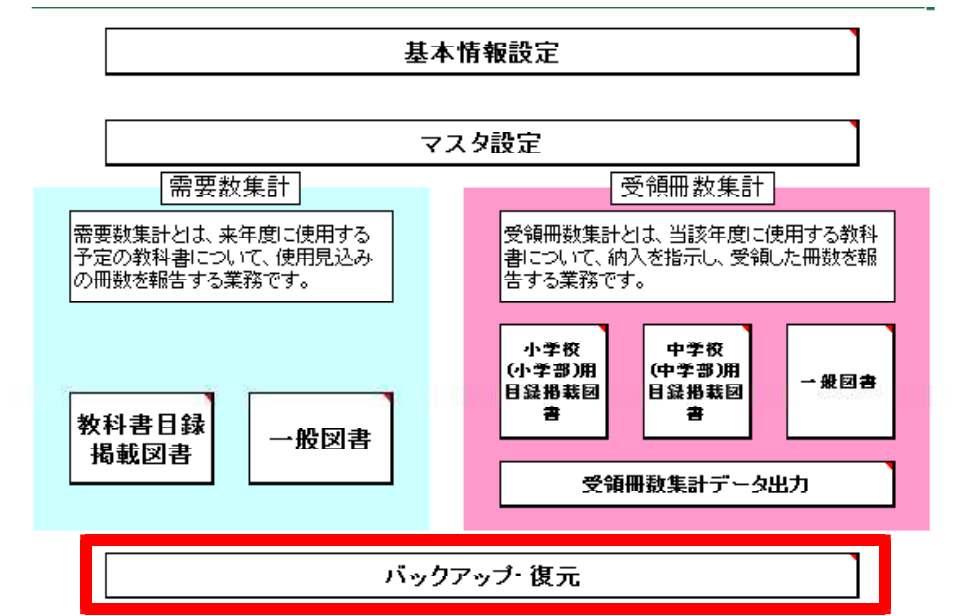 基本情報設定
マスタ設定
需要数集計
需要数集計とは、来年度に使用する
予定の教科書について、使用見込み
の冊数を報告する業務です。
教科書目録
掲載図書
一般図書
受領冊数集計
受領冊数集計とは、当該年度に使用する教科
書について、納入を指示し、受領した冊数を報
告する業務です。
小学校
(小学部)用
目録掲載図
書
中学校
(中学部)用
目録掲載図
書
一般図書
受領冊数集計データ出力
バックアップ・復元